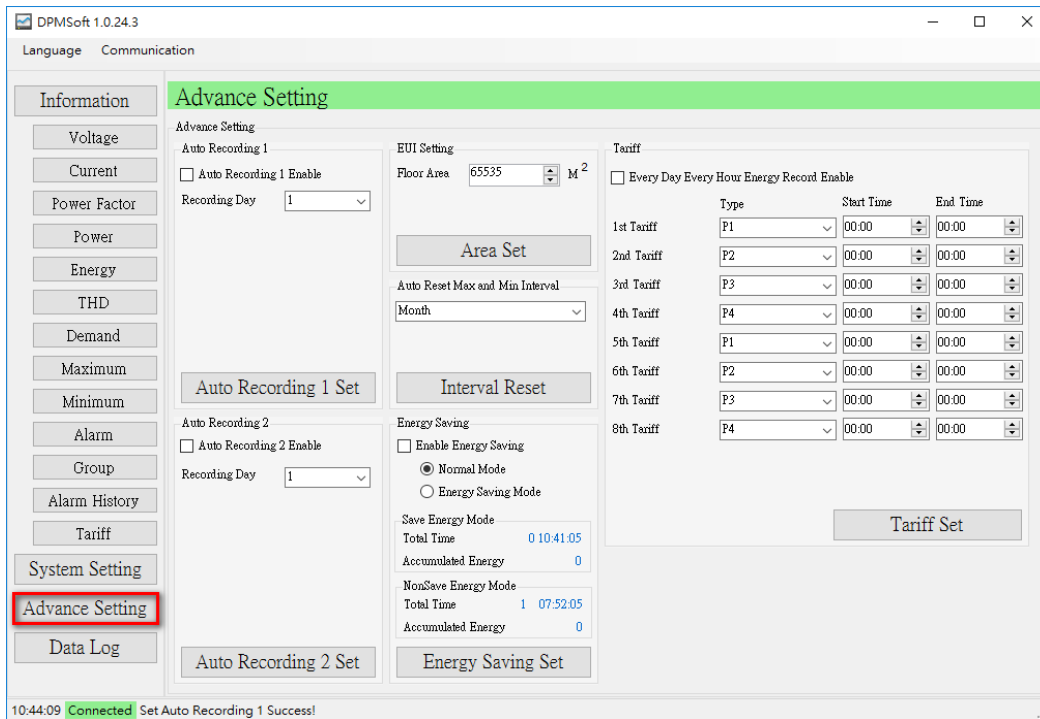 DPMSoft 1.0.24.3
Language Communication
Information
Voltage
Current
Power Factor
Power
Energy
THD
Demand
Maximum
Minimum
Alarm
Group
Alarm History
Tariff
System Setting
Advance Setting
Data Log
Advance Setting
Advance Setting
Auto Recording 1
Auto Recording 1 Enable
Recording Day 1
Auto Recording 1 Set
Auto Recording 2
Auto Recording 2 Enable
Recording Day 1
Auto Recording 2 Set
EUI Setting
Floor Area 65535 M 2
Area Set
Auto Reset Max and Min Interval
Month
Interval Reset
Energy Saving
Enable Energy Saving
Normal Mode
Energy Saving Mode
Save Energy Mode
Total Time 0 10:41:05
Accumulated Energy 0
NonSave Energy Mode
Total Time 1 07:52:05
Accumulated Energy 0
Energy Saving Set
Tariff
Every Day Every Hour Energy Record Enable
Type Start Time End Time
1st Tariff P1 00:00 00:00
2nd Tariff P2 00:00 00:00
3rd Tariff P3 00:00 00:00
4th Tariff P4 00:00 00:00
5th Tariff P1 00:00 00:00
6th Tariff P2 00:00 00:00
7th Tariff P3 00:00 00:00
8th Tariff P4 00:00 00:00
Tariff Set
10:44:09 Connected Set Auto Recording 1 Success!